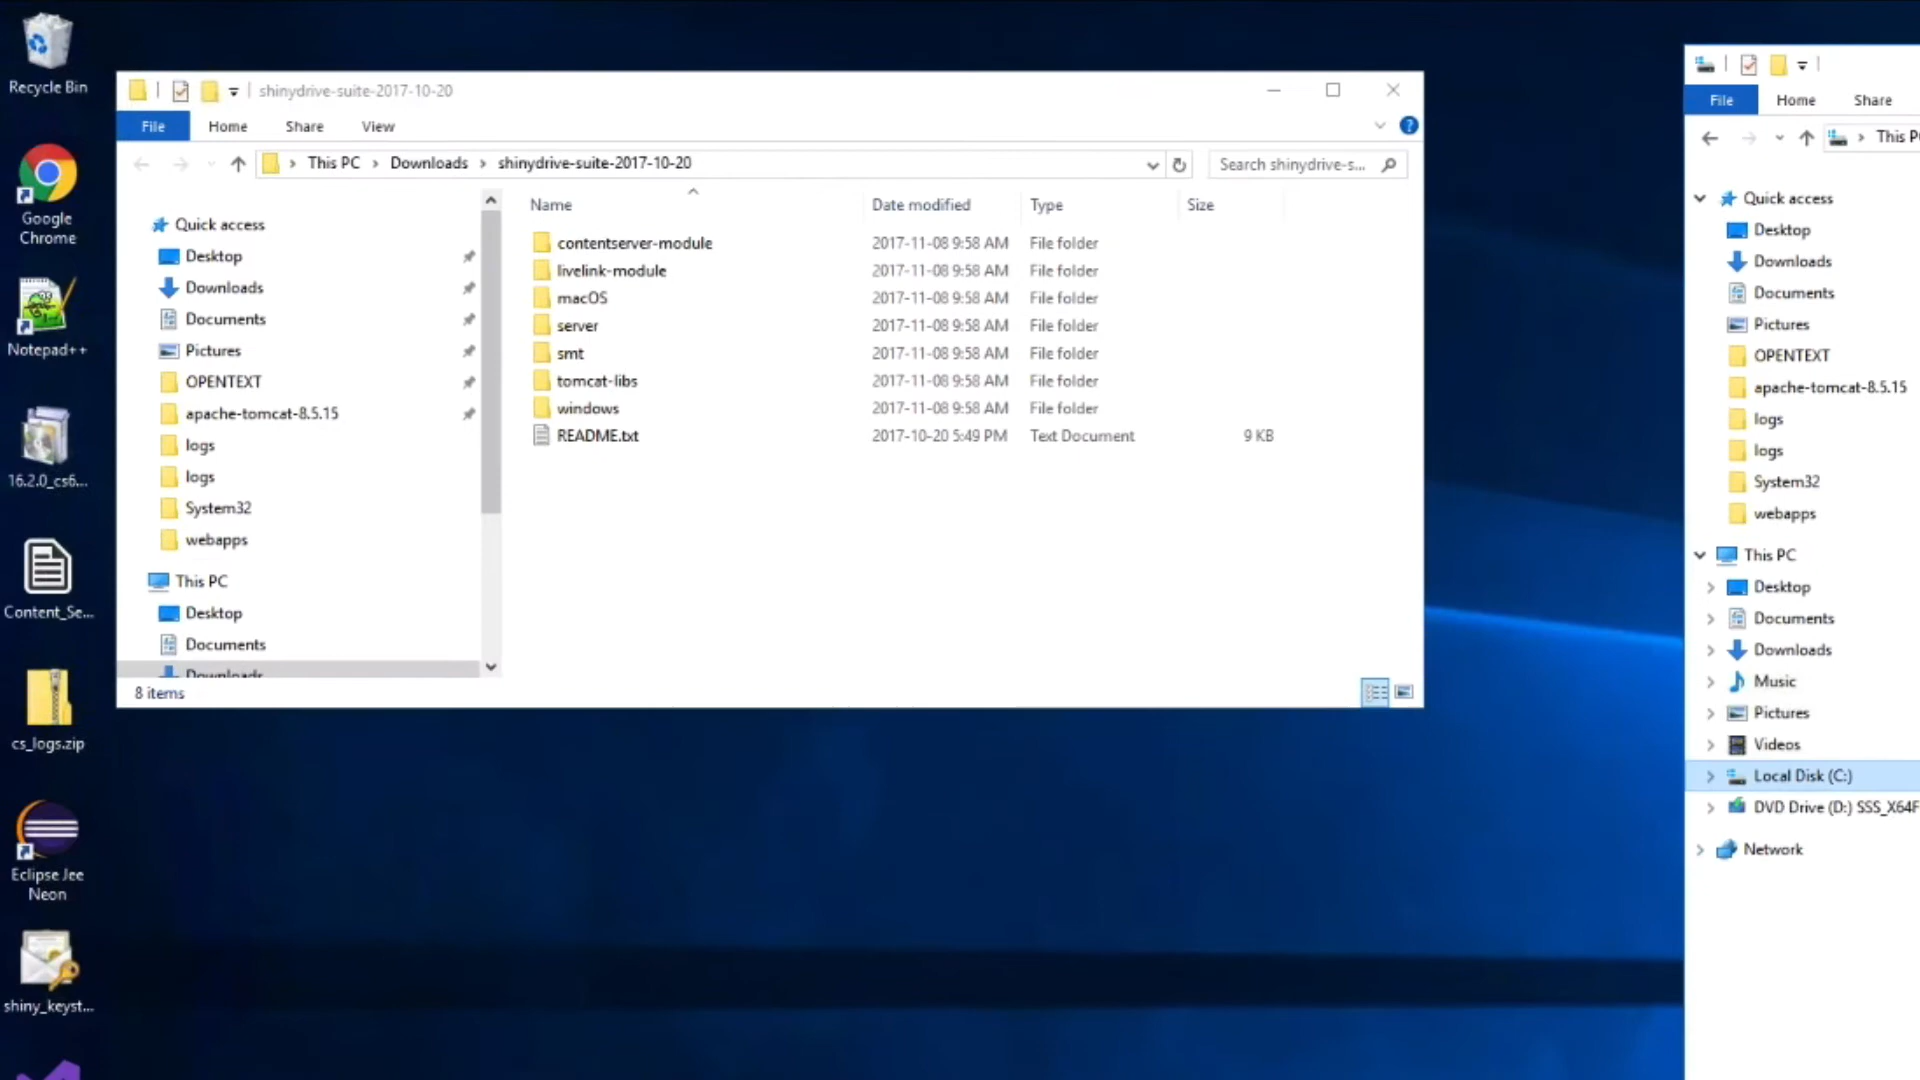 Recycle Bin
Google
Chrome
Notepad++
16.2.0_cs6...
Content_Se...
cs_logs.zip
Eclipse Jee
Neon
shiny_keyst...
shinydrive-suite-2017-10-20
File Home Share View
This PC Downloads shinydrive-suite-2017-10-20
Search shinydrive-s...
Quick access
Desktop
Downloads
Documents
Pictures
OPENTEXT
apache-tomcat-8.5.15
logs
logs
System32
webapps
This PC
Desktop
Documents
Downloads
Name Date modified Type Size
contentserver-module 2017-11-08 9:58 AM File folder
livelink-module 2017-11-08 9:58 AM File folder
macOS 2017-11-08 9:58 AM File folder
server 2017-11-08 9:58 AM File folder
smt 2017-11-08 9:58 AM File folder
tomcat-libs 2017-11-08 9:58 AM File folder
windows 2017-11-08 9:58 AM File folder
README.txt 2017-10-20 5:49 PM Text Document 9 KB
8 items
File Home Share
This P
Quick access
Desktop
Downloads
Documents
Pictures
OPENTEXT
apache-tomcat-8.5.15
logs
logs
System32
webapps
This PC
Desktop
Documents
Downloads
Music
Pictures
Videos
Local Disk (C:)
DVD Drive (D:) SSS_X64F
Network